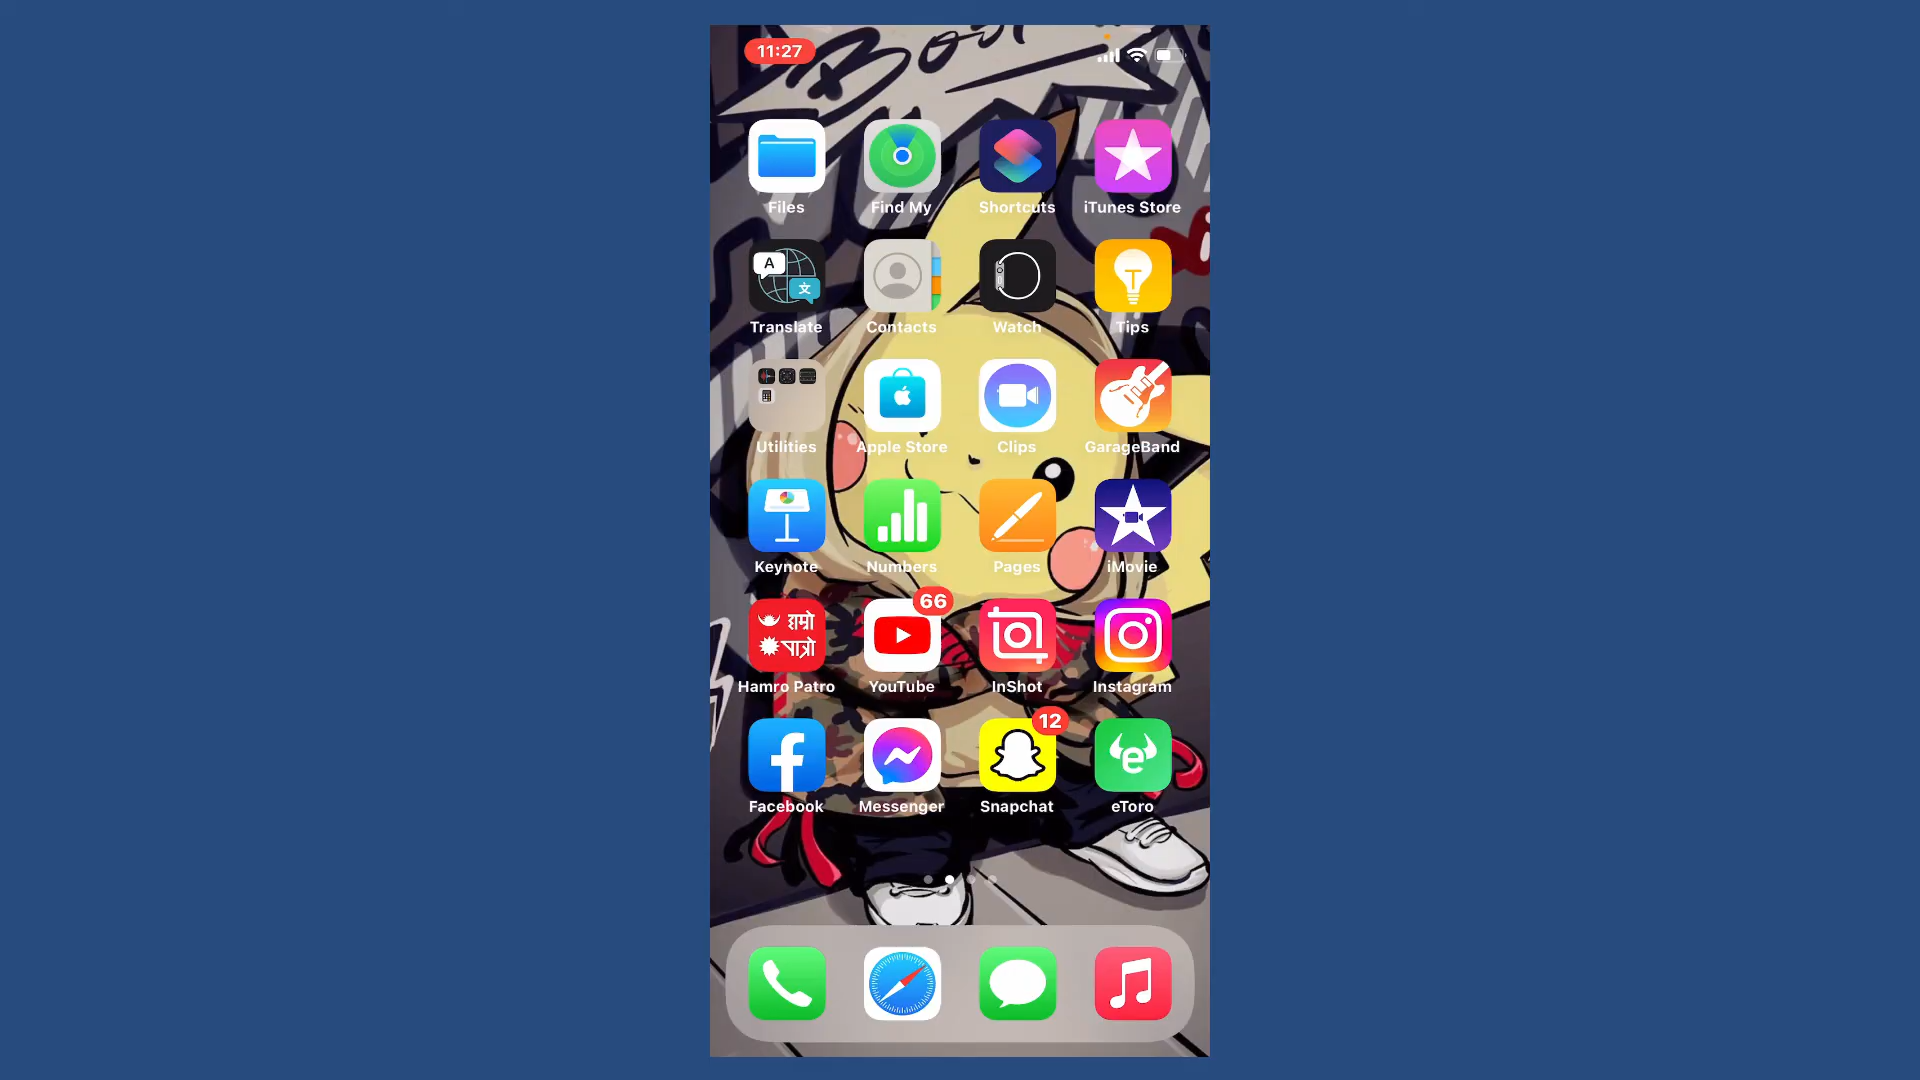 11:27
Files Find My Shortcuts iTunes Store
A
文
Translate Contacts Watch Tips
Utilities Apple Store Clips GarageBand
Keynote Numbers Pages iMovie
हाम्रो
पात्रो
66
Hamro Patro YouTube InShot Instagram
12
e
Facebook Messenger Snapchat eToro